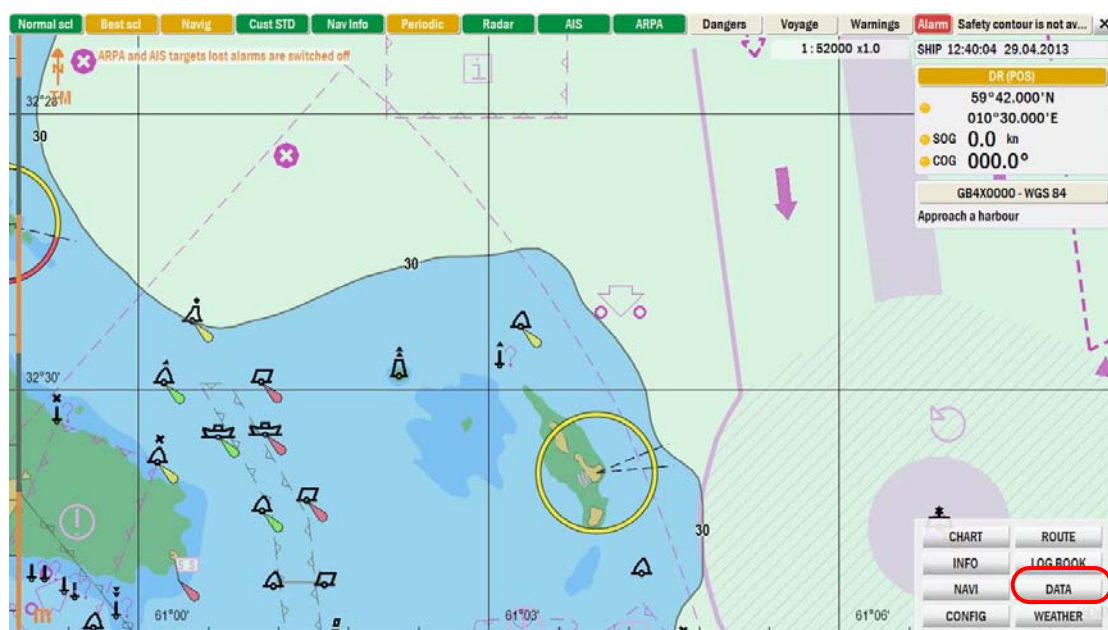 Normal scl Best scl Navig Cust STD Nav Info Periodic Radar AIS ARPA Dangers Voyage Warnings Alarm Safety contour is not av...
ARPA and AIS targets lost alarms are switched off
1 : 52000 x1.0
SHIP 12:40:04 29.04.2013
N
TM
DR (POS)
59°42.000'N
010°30.000'E
SOG 0.0 kn
COG 000.0°
GB4X0000 - WGS 84
Approach a harbour
32°28'
30
i
30
32°30'
30
S S
m
61°00'
61°03'
61°06'
CHART ROUTE
INFO LOG BOOK
NAVI DATA
CONFIG WEATHER